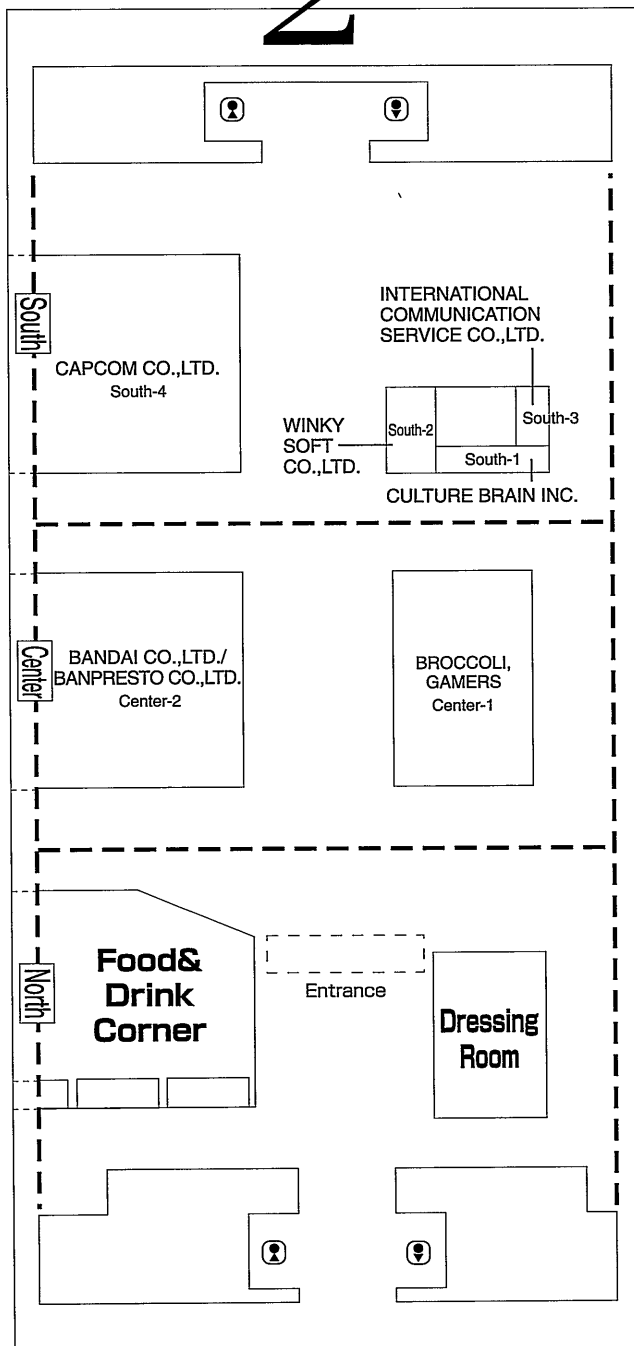 South
CAPCOM CO.,LTD.
South-4
INTERNATIONAL
COMMUNICATION
SERVICE CO.,LTD.
WINKY
SOFT
CO.,LTD.
South-2
South-3
South-1
CULTURE BRAIN INC.
Center
BANDAI CO.,LTD./
BANPRESTO CO.,LTD.
Center-2
BROCCOLI,
GAMERS
Center-1
North
Food&
Drink
Corner
Entrance
Dressing
Room